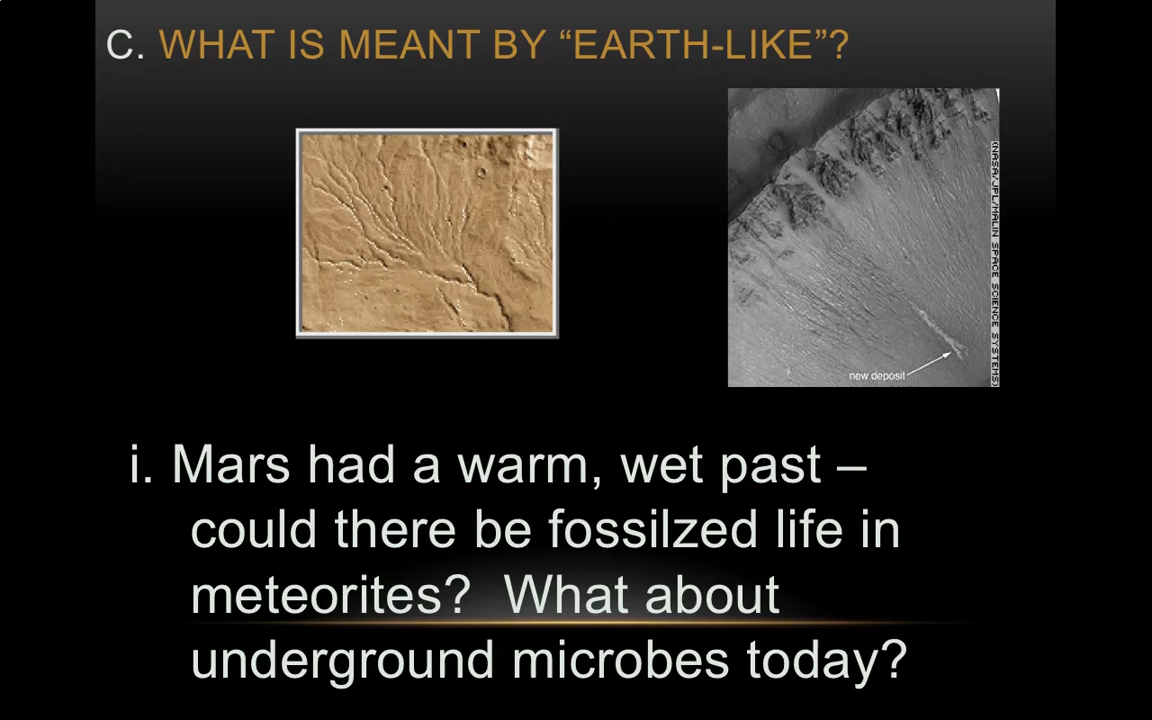 C. WHAT IS MEANT BY “EARTH-LIKE”?
(NASA/JPL/MALIN SPACE SCIENCE SYSTEMS)
new deposit
i. Mars had a warm, wet past –
could there be fossilzed life in
meteorites?  What about
underground microbes today?